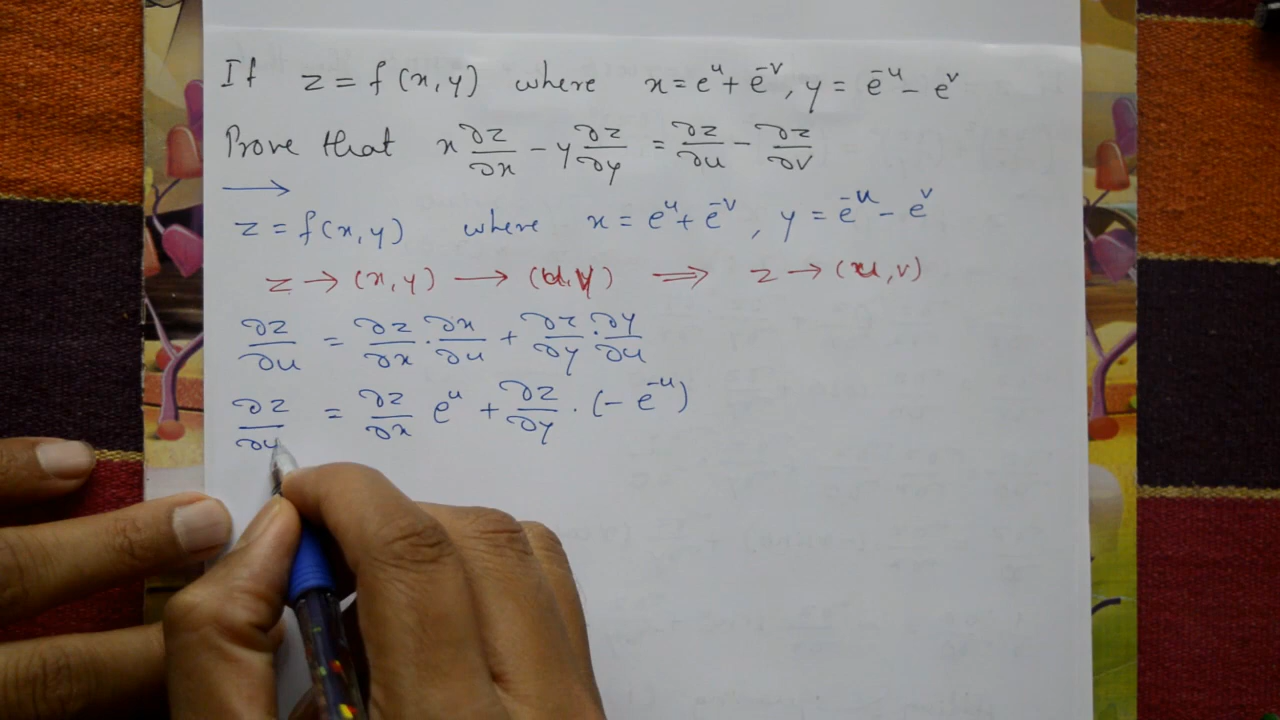 If z = f(x,y) where x = e^u + e^-v, y = e^-u - e^v
Prove that x ∂z/∂x - y ∂z/∂y = ∂z/∂u - ∂z/∂v
→
z = f(x,y) where x = e^u + e^-v, y = e^-u - e^v
z → (x,y) → (u,v) ⇒ z → (u,v)
∂z/∂u = ∂z/∂x · ∂x/∂u + ∂z/∂y · ∂y/∂u
∂z/∂u = ∂z/∂x e^u + ∂z/∂y · (- e^-u)